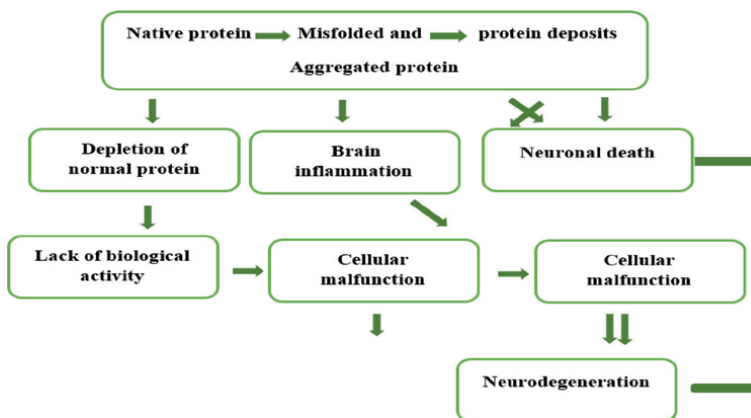 Native protein Misfolded and protein deposits
Aggregated protein
Depletion of
normal protein
Brain
inflammation
Neuronal death
Lack of biological
activity
Cellular
malfunction
Cellular
malfunction
Neurodegeneration